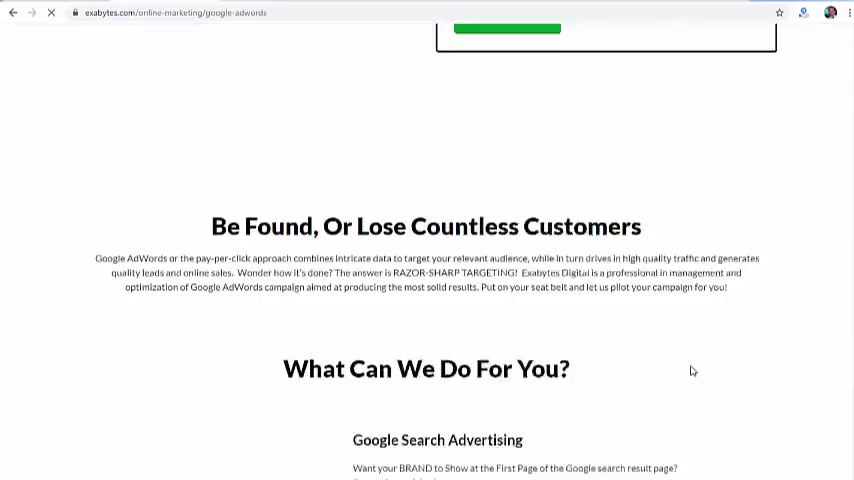 exabytes.com/online-marketing/google-adwords
Be Found, Or Lose Countless Customers
Google AdWords or the pay-per-click approach combines intricate data to target your relevant audience, while in turn drives in high quality traffic and generates
quality leads and online sales. Wonder how it's done? The answer is RAZOR-SHARP TARGETING! Exabytes Digital is a professional in management and
optimization of Google AdWords campaign aimed at producing the most solid results. Put on your seat belt and let us pilot your campaign for you!
What Can We Do For You?
Google Search Advertising
Want your BRAND to Show at the First Page of the Google search result page?